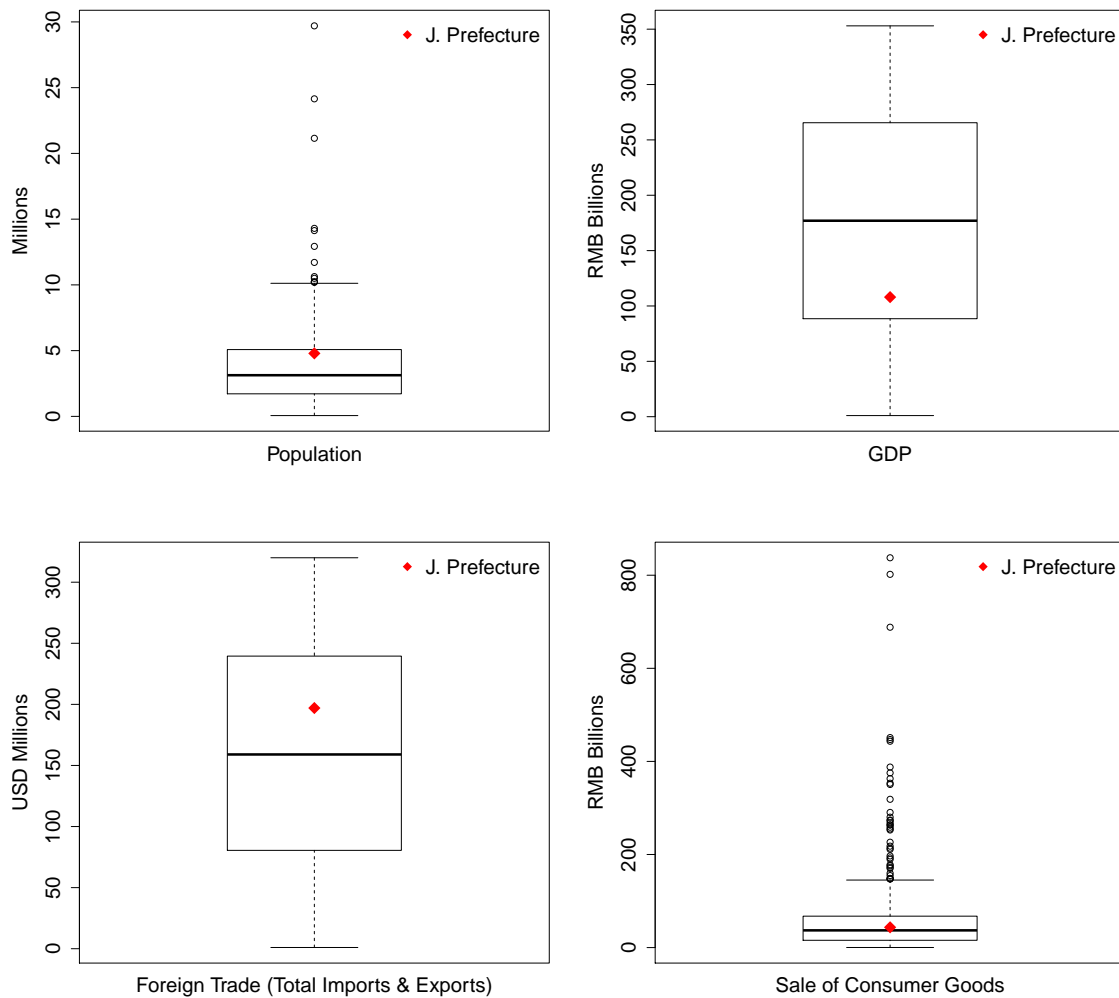 J. Prefecture
Millions
0
5
10
15
20
25
30
Population
J. Prefecture
RMB Billions
0
50
100
150
200
250
300
350
GDP
J. Prefecture
USD Millions
0
50
100
150
200
250
300
Foreign Trade (Total Imports & Exports)
J. Prefecture
RMB Billions
0
200
400
600
800
Sale of Consumer Goods